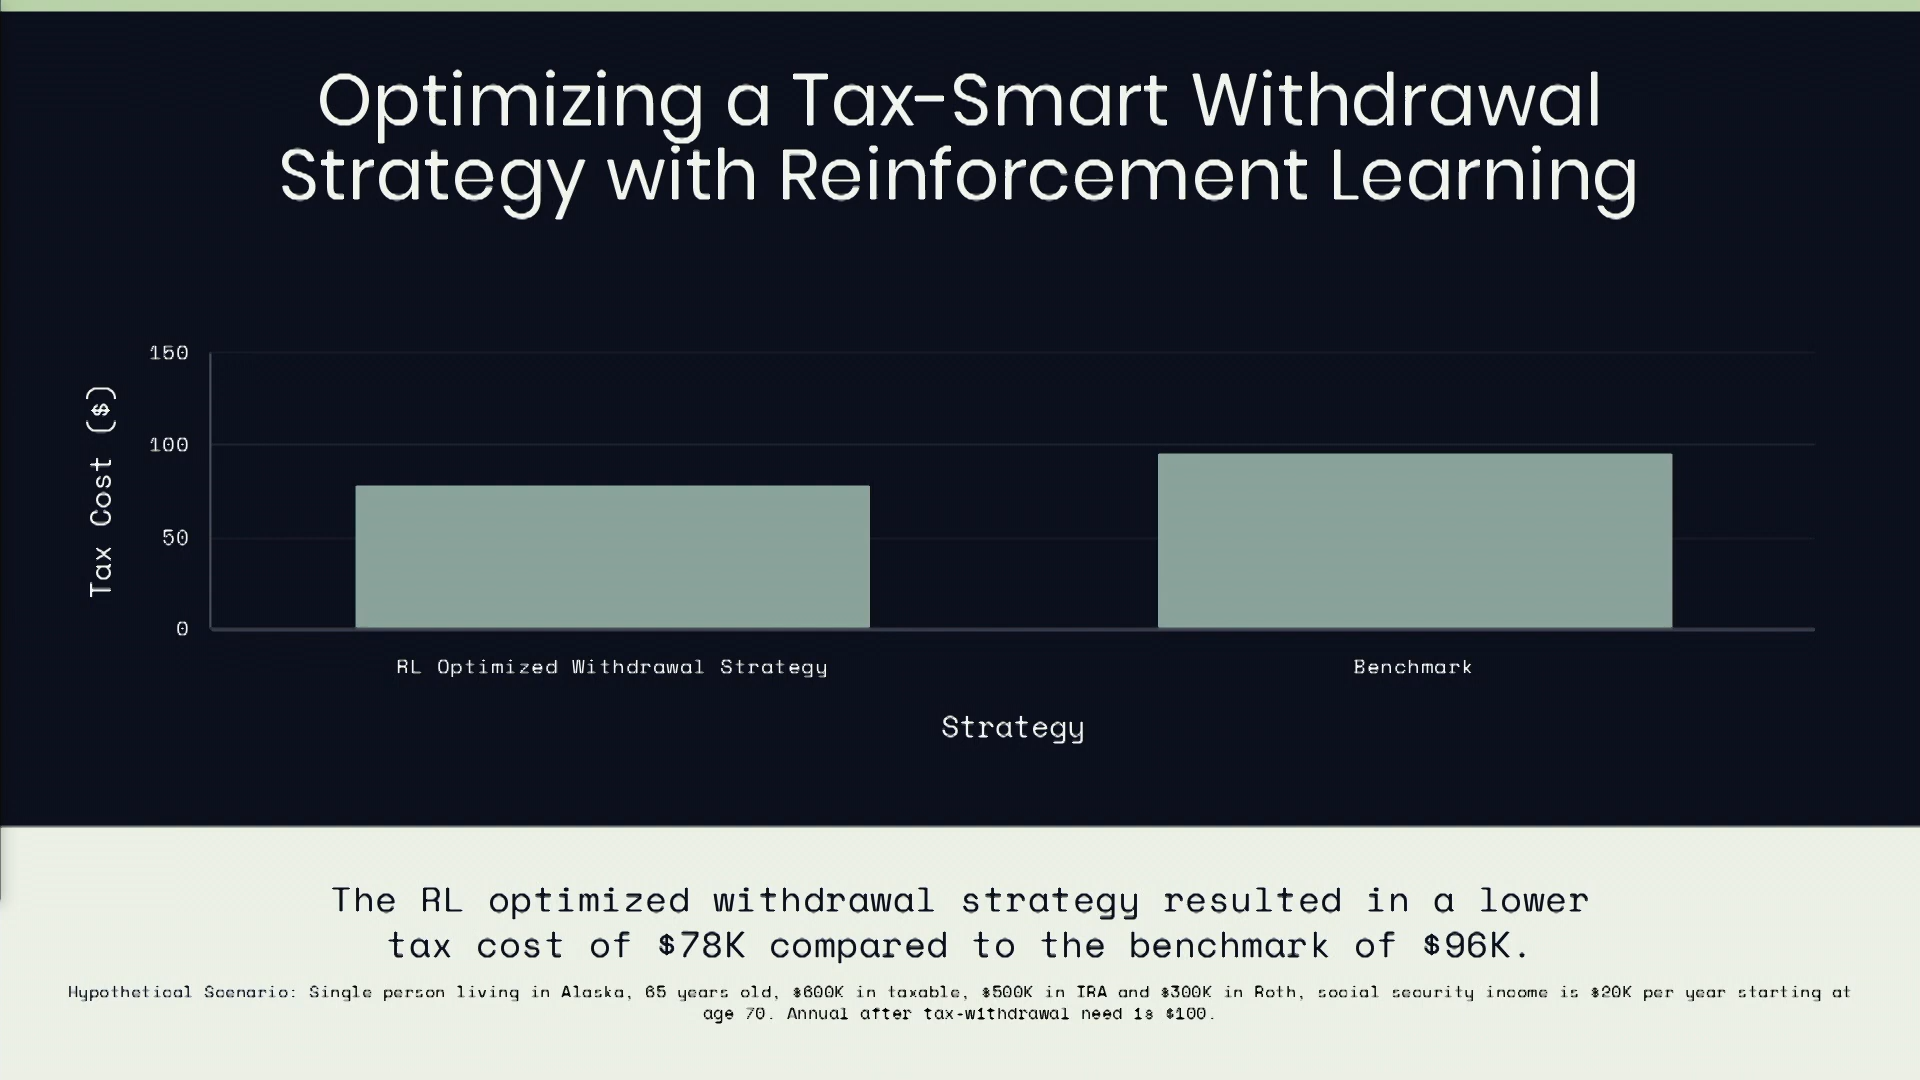 Optimizing a Tax-Smart Withdrawal
Strategy with Reinforcement Learning
150
100
50
0
Tax Cost ($)
RL Optimized Withdrawal Strategy
Benchmark
Strategy
The RL optimized withdrawal strategy resulted in a lower
tax cost of $78K compared to the benchmark of $96K.
Hypothetical Scenario: Single person living in Alaska, 65 years old, $600K in taxable, $500K in IRA and $300K in Roth, social security income is $20K per year starting at
age 70. Annual after tax-withdrawal need is $100.